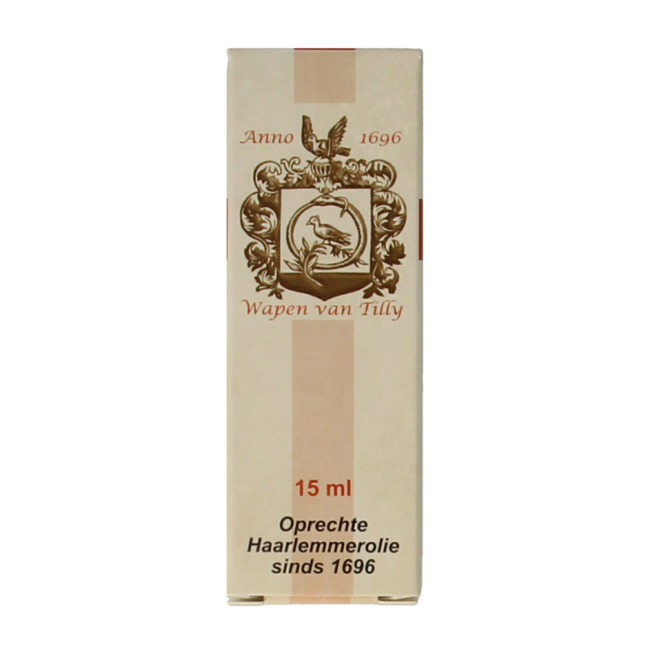 Anno 1696
Wapen van Tilly
15 ml
Oprechte
Haarlemmerolie
sinds 1696